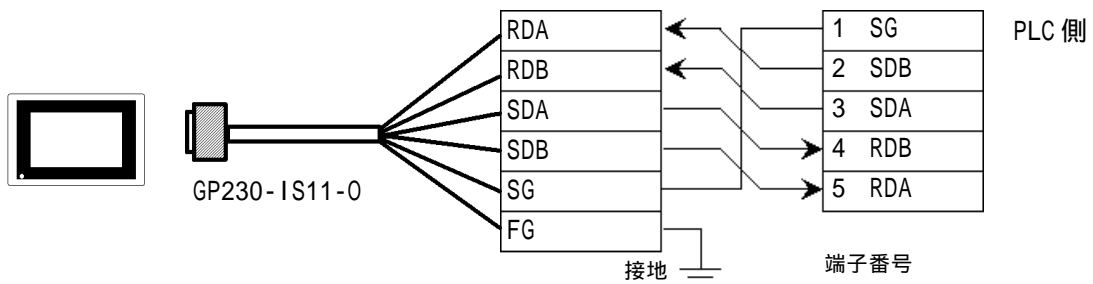 RDA
RDB
SDA
SDB
SG
FG
1 SG
2 SDB
3 SDA
4 RDB
5 RDA
PLC 側
GP230-IS11-O
接地
端子番号